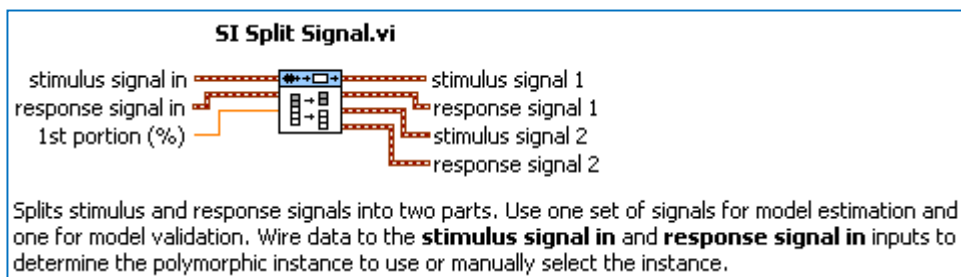 SI Split Signal.vi
stimulus signal in
response signal in
1st portion (%)
stimulus signal 1
response signal 1
stimulus signal 2
response signal 2
Splits stimulus and response signals into two parts. Use one set of signals for model estimation and
one for model validation. Wire data to the stimulus signal in and response signal in inputs to
determine the polymorphic instance to use or manually select the instance.